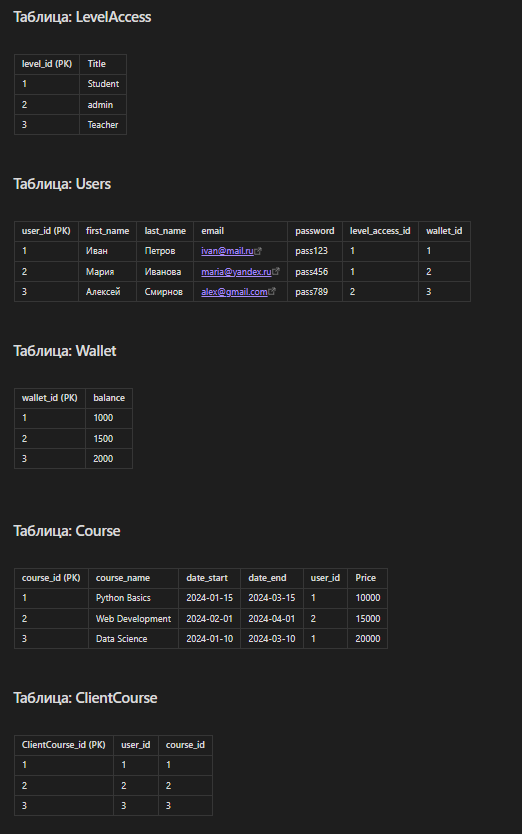 Таблица: LevelAccess
level_id (PK) Title
1 Student
2 admin
3 Teacher
Таблица: Users
user_id (PK) first_name last_name email password level_access_id wallet_id
1 Иван Петров ivan@mail.ru pass123 1 1
2 Мария Иванова maria@yandex.ru pass456 1 2
3 Алексей Смирнов alex@gmail.com pass789 2 3
Таблица: Wallet
wallet_id (PK) balance
1 1000
2 1500
3 2000
Таблица: Course
course_id (PK) course_name date_start date_end user_id Price
1 Python Basics 2024-01-15 2024-03-15 1 10000
2 Web Development 2024-02-01 2024-04-01 2 15000
3 Data Science 2024-01-10 2024-03-10 1 20000
Таблица: ClientCourse
ClientCourse_id (PK) user_id course_id
1 1 1
2 2 2
3 3 3